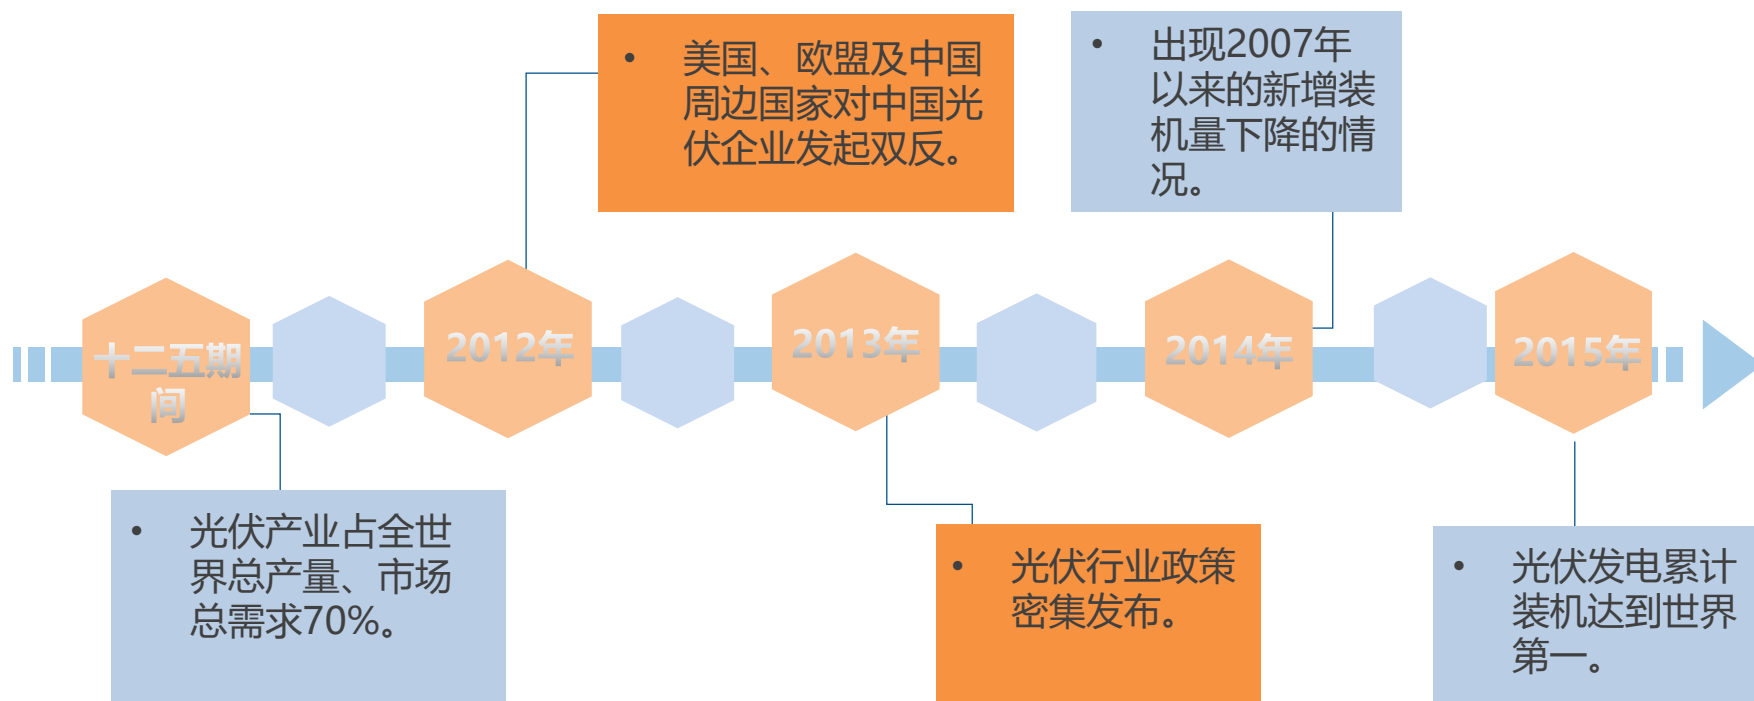 • 美国、欧盟及中国
周边国家对中国光
伏企业发起双反。
• 出现2007年
以来的新增装
机量下降的情
况。
十二五期
间
2012年
2013年
2014年
2015年
• 光伏产业占全世
界总产量、市场
总需求70%。
• 光伏行业政策
密集发布。
• 光伏发电累计
装机达到世界
第一。